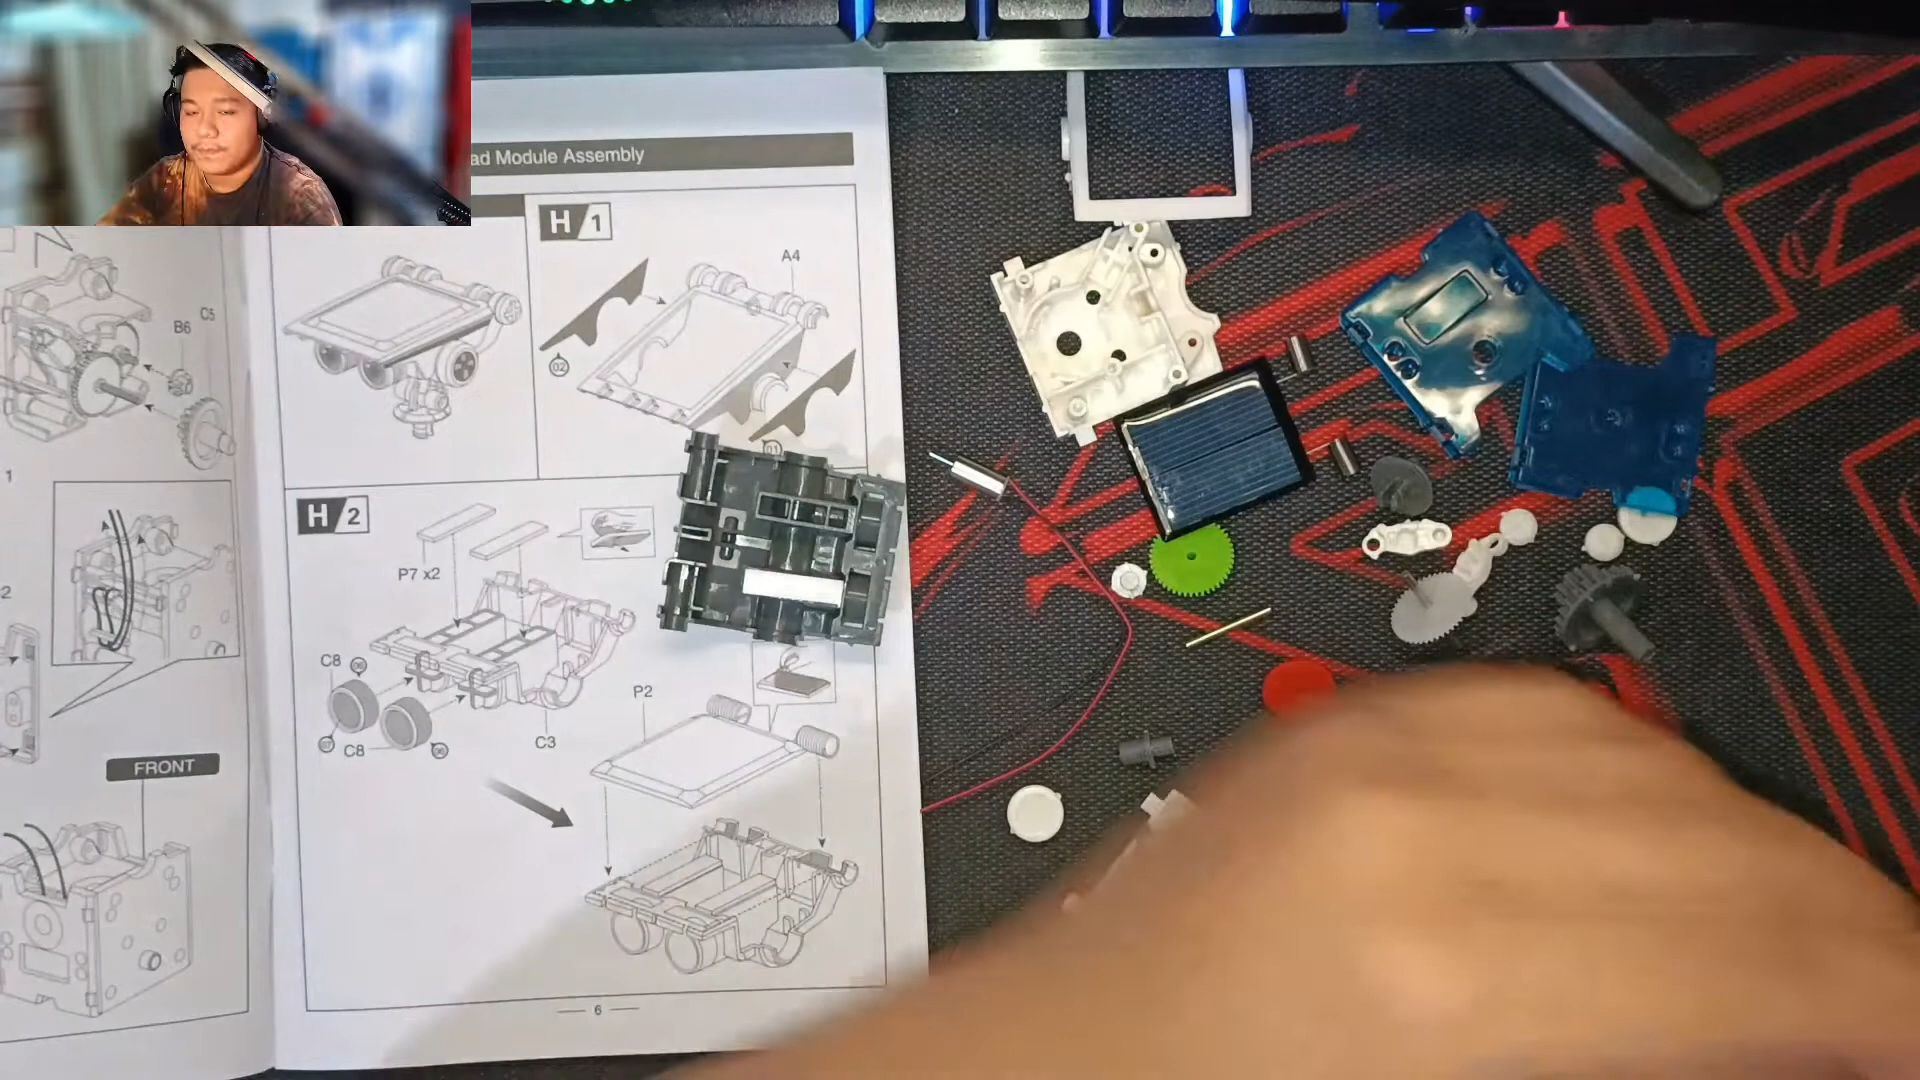 ad Module Assembly
H/1
A4
02
01
B6
C5
1
H/2
P7 x2
2
C8
C8
P2
C3
FRONT
6